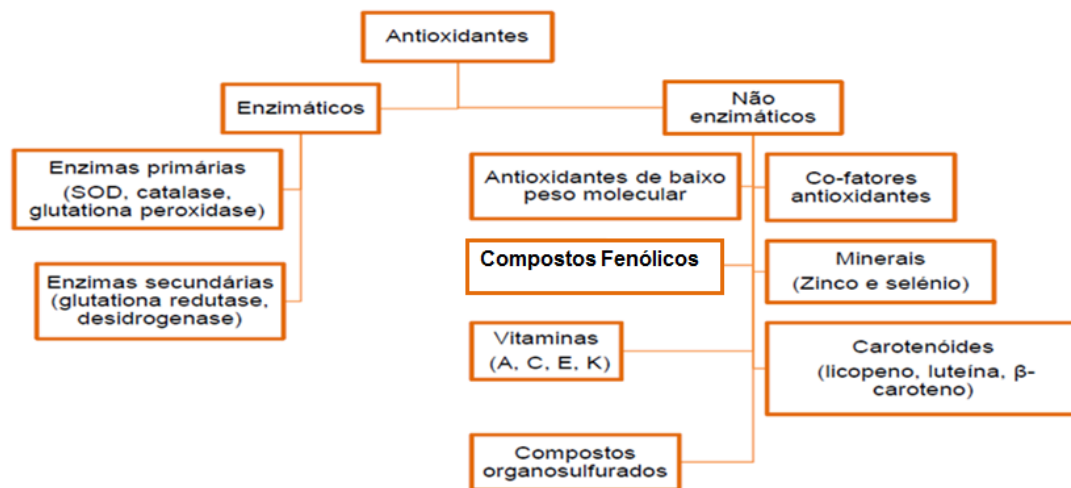 Antioxidantes
Enzimáticos
Não
enzimáticos
Enzimas primárias
(SOD, catalase,
glutationa peroxidase)
Enzimas secundárias
(glutationa redutase,
desidrogenase)
Antioxidantes de baixo
peso molecular
Co-fatores
antioxidantes
Compostos Fenólicos
Minerais
(Zinco e selénio)
Vitaminas
(A, C, E, K)
Carotenóides
(licopeno, luteína, β-
caroteno)
Compostos
organosulfurados